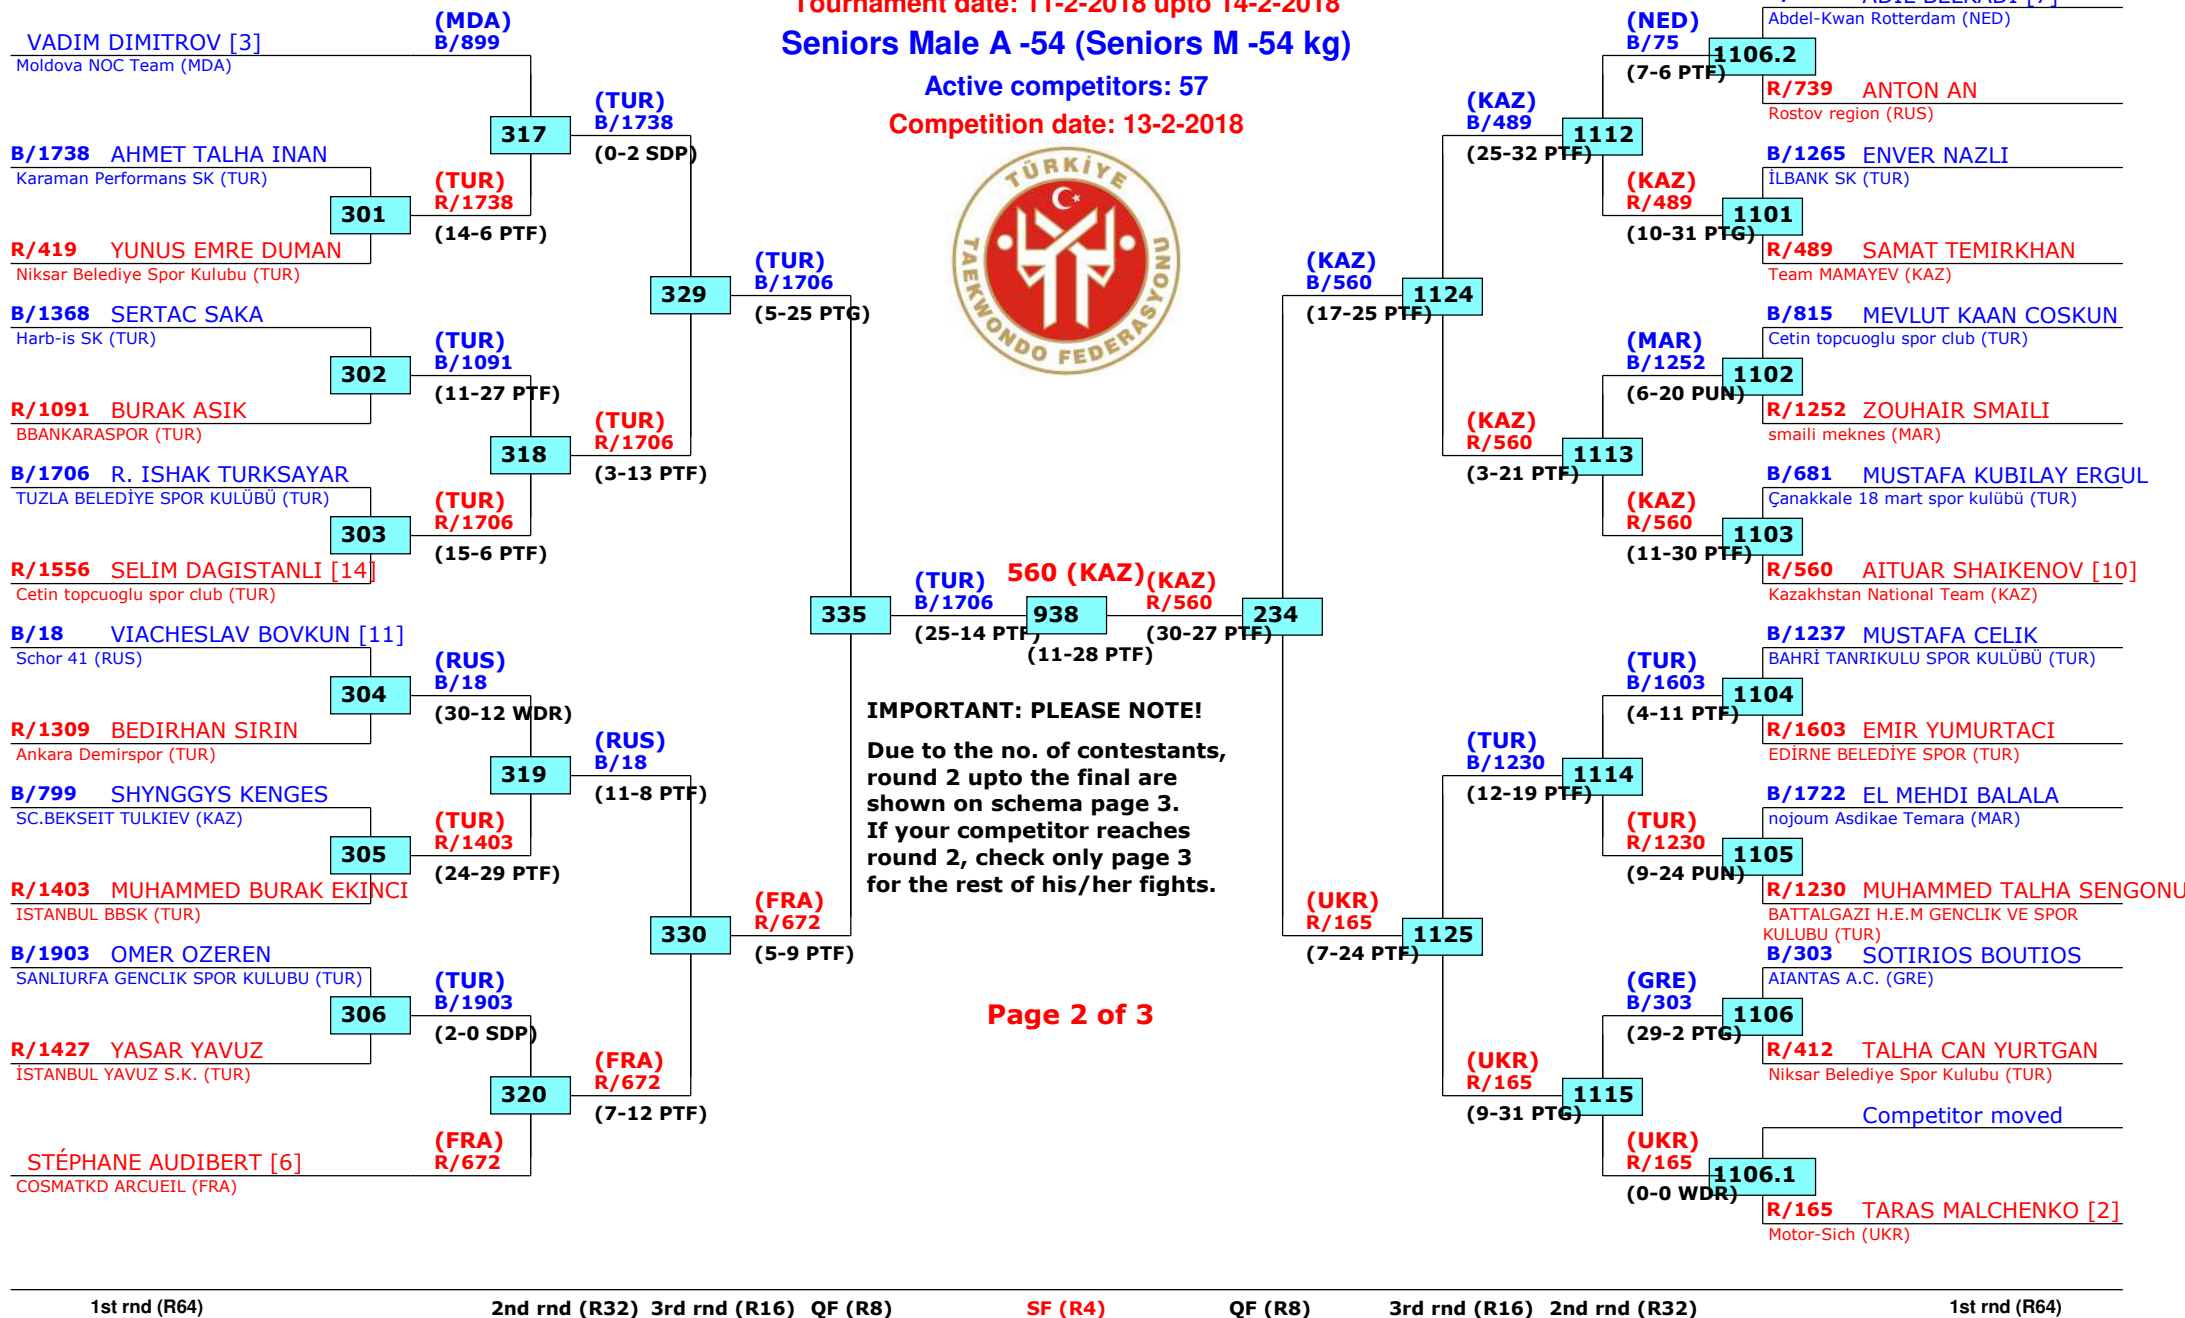 Tournament date: 11-2-2018 upto 14-2-2018
Seniors Male A -54 (Seniors M -54 kg)
Active competitors: 57
Competition date: 13-2-2018
TÜRKİYE
TAEKWONDO FEDERASYONU
VADIM DIMITROV [3]
Moldova NOC Team (MDA)
(MDA)
B/899
B/1738 AHMET TALHA INAN
Karaman Performans SK (TUR)
301
R/419 YUNUS EMRE DUMAN
Niksar Belediye Spor Kulubu (TUR)
(TUR)
R/1738
(14-6 PTF)
317
(TUR)
B/1738
(0-2 SDP)
B/1368 SERTAC SAKA
Harb-is SK (TUR)
302
R/1091 BURAK ASIK
BBANKARASPOR (TUR)
(TUR)
B/1091
(11-27 PTF)
318
(TUR)
R/1706
(3-13 PTF)
B/1706 R. ISHAK TURKSAYAR
TUZLA BELEDİYE SPOR KULÜBÜ (TUR)
303
R/1556 SELIM DAGISTANLI [14]
Cetin topcuoglu spor club (TUR)
(TUR)
R/1706
(15-6 PTF)
329
(TUR)
B/1706
(5-25 PTG)
B/18 VIACHESLAV BOVKUN [11]
Schor 41 (RUS)
304
R/1309 BEDIRHAN SIRIN
Ankara Demirspor (TUR)
(RUS)
B/18
(30-12 WDR)
319
(RUS)
B/18
(11-8 PTF)
B/799 SHYNGGYS KENGES
SC.BEKSEIT TULKIEV (KAZ)
305
R/1403 MUHAMMED BURAK EKINCI
ISTANBUL BBSK (TUR)
(TUR)
R/1403
(24-29 PTF)
B/1903 OMER OZEREN
SANLIURFA GENCLIK SPOR KULUBU (TUR)
306
R/1427 YASAR YAVUZ
İSTANBUL YAVUZ S.K. (TUR)
(TUR)
B/1903
(2-0 SDP)
320
(FRA)
R/672
(7-12 PTF)
STÉPHANE AUDIBERT [6]
COSMATKD ARCUEIL (FRA)
(FRA)
R/672
330
(FRA)
R/672
(5-9 PTF)
335
(TUR)
B/1706
(25-14 PTF)
560 (KAZ)
938
(11-28 PTF)
(KAZ)
R/560
(30-27 PTF)
234
IMPORTANT: PLEASE NOTE!
Due to the no. of contestants,
round 2 upto the final are
shown on schema page 3.
If your competitor reaches
round 2, check only page 3
for the rest of his/her fights.
Page 2 of 3
(KAZ)
B/560
(17-25 PTF)
1124
(UKR)
R/165
(7-24 PTF)
1125
(KAZ)
B/489
(25-32 PTF)
1112
(KAZ)
R/560
(3-21 PTF)
1113
(TUR)
B/1230
(12-19 PTF)
1114
(UKR)
R/165
(9-31 PTG)
1115
(NED)
B/75
(7-6 PTF)
1106.2
Abdel-Kwan Rotterdam (NED)
R/739 ANTON AN
Rostov region (RUS)
(KAZ)
R/489
(10-31 PTG)
1101
B/1265 ENVER NAZLI
İLBANK SK (TUR)
R/489 SAMAT TEMIRKHAN
Team MAMAYEV (KAZ)
(MAR)
B/1252
(6-20 PUN)
1102
B/815 MEVLUT KAAN COSKUN
Cetin topcuoglu spor club (TUR)
R/1252 ZOUHAIR SMAILI
smaili meknes (MAR)
(KAZ)
R/560
(11-30 PTF)
1103
B/681 MUSTAFA KUBILAY ERGUL
Çanakkale 18 mart spor kulübü (TUR)
R/560 AITUAR SHAIKENOV [10]
Kazakhstan National Team (KAZ)
(TUR)
B/1603
(4-11 PTF)
1104
B/1237 MUSTAFA CELIK
BAHRİ TANRIKULU SPOR KULÜBÜ (TUR)
R/1603 EMIR YUMURTACI
EDİRNE BELEDİYE SPOR (TUR)
(TUR)
R/1230
(9-24 PUN)
1105
B/1722 EL MEHDI BALALA
nojoum Asdikae Temara (MAR)
R/1230 MUHAMMED TALHA SENGONU
BATTALGAZI H.E.M GENCLIK VE SPOR
KULUBU (TUR)
(GRE)
B/303
(29-2 PTG)
1106
B/303 SOTIRIOS BOUTIOS
AIANTAS A.C. (GRE)
R/412 TALHA CAN YURTGAN
Niksar Belediye Spor Kulubu (TUR)
(UKR)
R/165
(0-0 WDR)
1106.1
Competitor moved
R/165 TARAS MALCHENKO [2]
Motor-Sich (UKR)
1st rnd (R64) 2nd rnd (R32) 3rd rnd (R16) QF (R8) SF (R4) QF (R8) 3rd rnd (R16) 2nd rnd (R32) 1st rnd (R64)